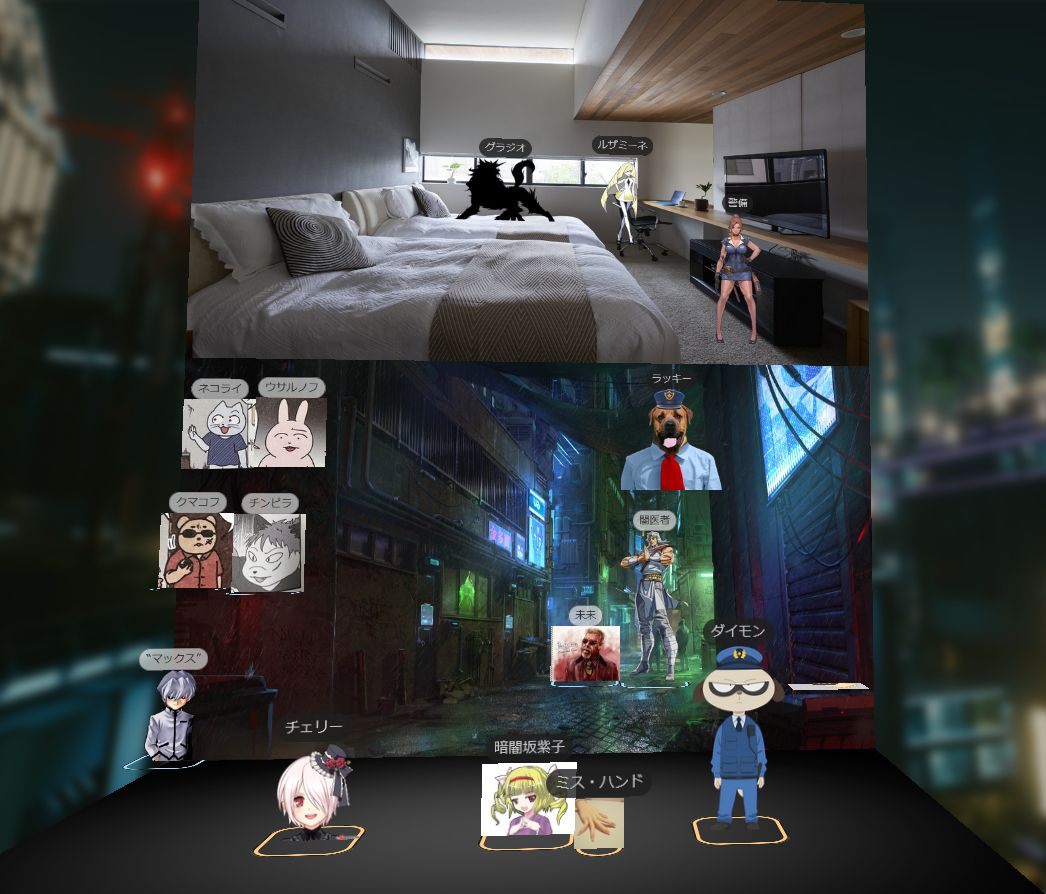 グラジオ
ルザミーネ
ネコライ
ウサルノフ
ラッキー
クマコフ
チンピラ
闇医者
未来
ダイモン
“マックス”
チェリー
暗闇坂紫子
ミス・ハンド